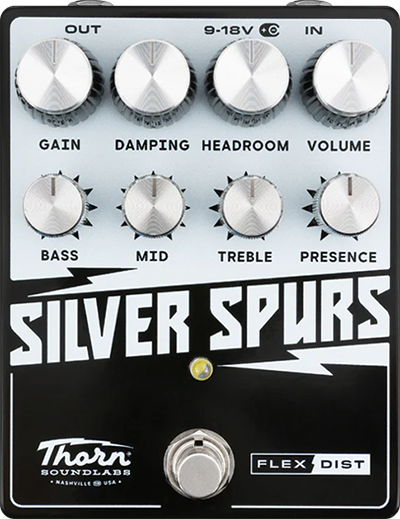 OUT 9-18V IN
GAIN DAMPING HEADROOM VOLUME
BASS MID TREBLE PRESENCE
SILVER SPURS
Thorn®
SOUNDLABS
NASHVILLE USA
FLEX DIST